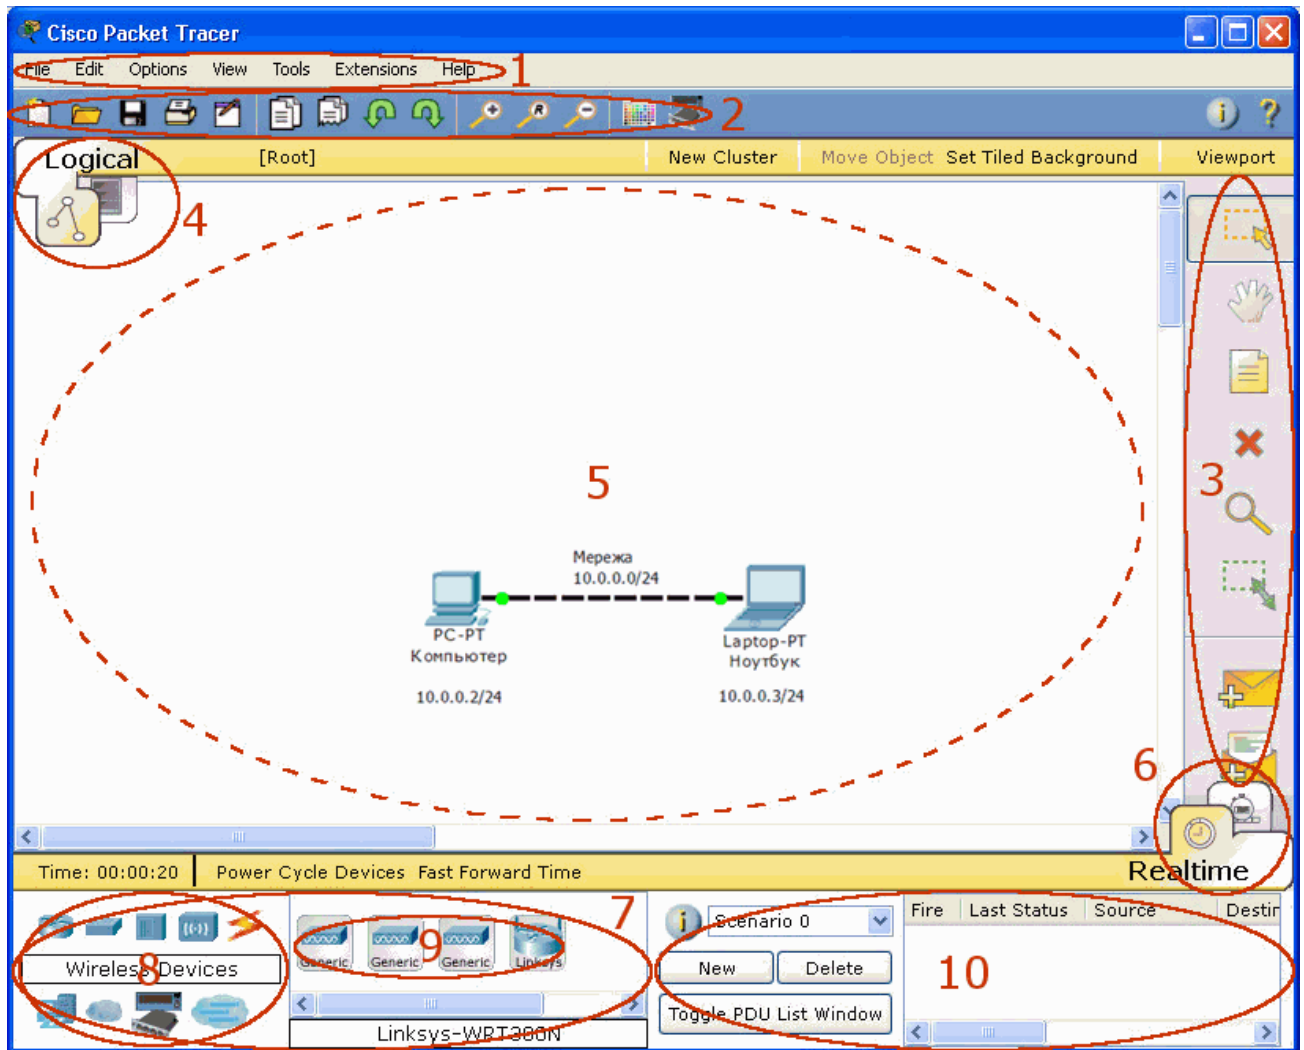 Cisco Packet Tracer
File Edit Options View Tools Extensions Help 1
2
Logical [Root] New Cluster Move Object Set Tiled Background Viewport
4
3
5
Мережа
10.0.0.0/24
PC-PT
Компьютер
10.0.0.2/24
Laptop-PT
Ноутбук
10.0.0.3/24
6
Time: 00:00:20 Power Cycle Devices Fast Forward Time Realtime
7
Scenario 0
Fire Last Status Source Destin
Generic Generic Generic Linksys
9
Wireless Devices
8
New Delete
10
Toggle PDU List Window
Linksys-WRT300N